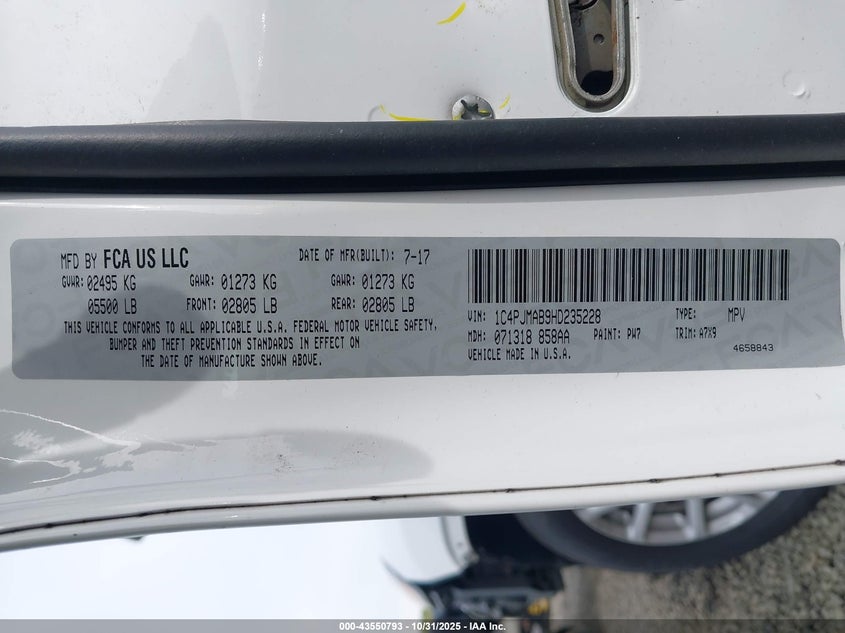 MFD BY FCA US LLC
DATE OF MFR(BUILT): 7-17
GVWR: 02495 KG GAWR: 01273 KG GAWR: 01273 KG
05500 LB FRONT: 02805 LB REAR: 02805 LB
THIS VEHICLE CONFORMS TO ALL APPLICABLE U.S.A. FEDERAL MOTOR VEHICLE SAFETY,
BUMPER AND THEFT PREVENTION STANDARDS IN EFFECT ON
THE DATE OF MANUFACTURE SHOWN ABOVE.
VIN: 1C4PJMAB9HD235228 TYPE: MPV
MDH: 071318 858AA PAINT: PW7 TRIM: A7X9
VEHICLE MADE IN U.S.A.
4658843
000-43550793 - 10/31/2025 - IAA Inc.